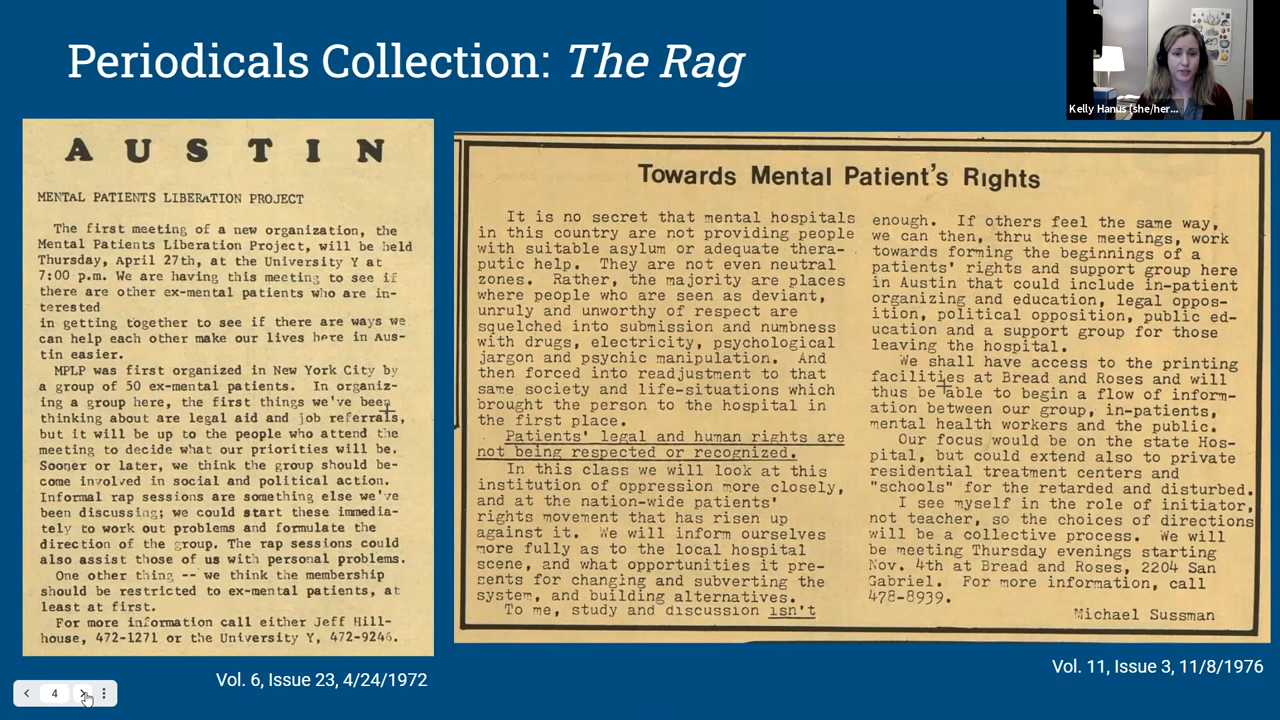 Periodicals Collection: The Rag
Kelly Hanus (she/her...
A U S T I N
MENTAL PATIENTS LIBERATION PROJECT
The first meeting of a new organization, the
Mental Patients Liberation Project, will be held
Thursday, April 27th, at the University Y at
7:00 p.m. We are having this meeting to see if
there are other ex-mental patients who are in-
terested
in getting together to see if there are ways we
can help each other make our lives here in Aus-
tin easier.
MPLP was first organized in New York City by
a group of 50 ex-mental patients. In organiz-
ing a group here, the first things we've been
thinking about are legal aid and job referrals,
but it will be up to the people who attend the
meeting to decide what our priorities will be.
Sooner or later, we think the group should be-
come involved in social and political action.
Informal rap sessions are something else we've
been discussing; we could start these immedia-
tely to work out problems and formulate the
direction of the group. The rap sessions could
also assist those of us with personal problems.
One other thing -- we think the membership
should be restricted to ex-mental patients, at
least at first.
For more information call either Jeff Hill-
house, 472-1271 or the University Y, 472-9246.
Vol. 6, Issue 23, 4/24/1972
Towards Mental Patient's Rights
It is no secret that mental hospitals
in this country are not providing people
with suitable asylum or adequate thera-
putic help. They are not even neutral
zones. Rather, the majority are places
where people who are seen as deviant,
unruly and unworthy of respect are
squelched into submission and numbness
with drugs, electricity, psychological
jargon and psychic manipulation. And
then forced into readjustment to that
same society and life-situations which
brought the person to the hospital in
the first place.
Patients' legal and human rights are
not being respected or recognized.
In this class we will look at this
institution of oppression more closely,
and at the nation-wide patients'
rights movement that has risen up
against it. We will inform ourselves
more fully as to the local hospital
scene, and what opportunities it pre-
sents for changing and subverting the
system, and building alternatives.
To me, study and discussion isn't
enough. If others feel the same way,
we can then, thru these meetings, work
towards forming the beginnings of a
patients' rights and support group here
in Austin that could include in-patient
organizing and education, legal oppos-
ition, political opposition, public ed-
ucation and a support group for those
leaving the hospital.
We shall have access to the printing
facilities at Bread and Roses and will
thus be able to begin a flow of inform-
ation between our group, in-patients,
mental health workers and the public.
Our focus would be on the state Hos-
pital, but could extend also to private
residential treatment centers and
"schools" for the retarded and disturbed.
I see myself in the role of initiator,
not teacher, so the choices of directions
will be a collective process. We will
be meeting Thursday evenings starting
Nov. 4th at Bread and Roses, 2204 San
Gabriel. For more information, call
478-8939.
Michael Sussman
Vol. 11, Issue 3, 11/8/1976
4